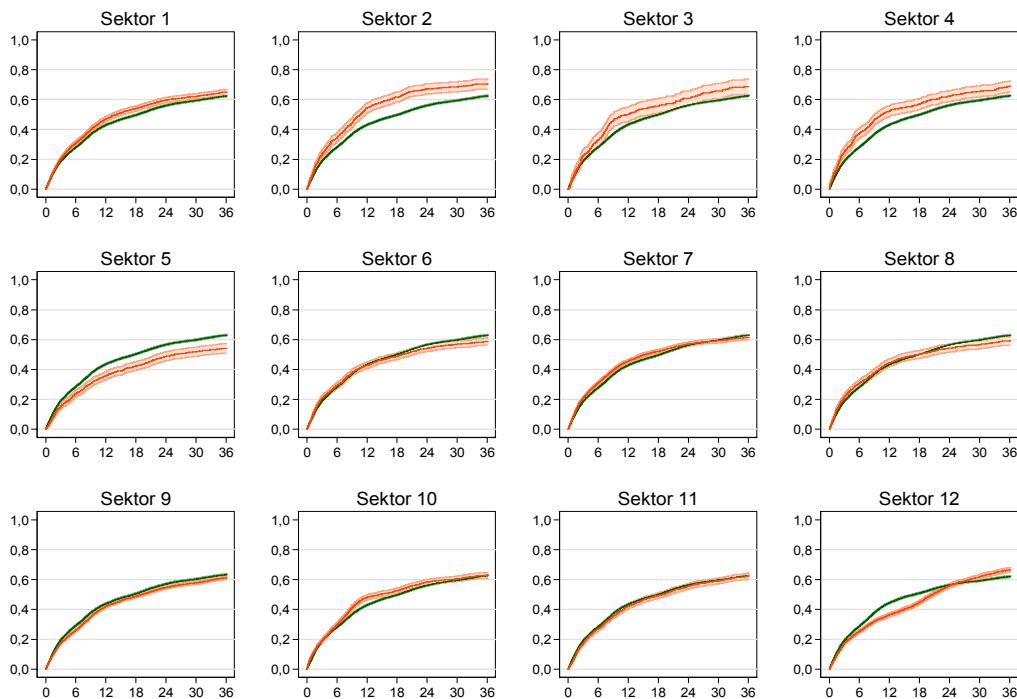 Sektor 1 Sektor 2 Sektor 3 Sektor 4
1,0 1,0 1,0 1,0
0,8 0,8 0,8 0,8
0,6 0,6 0,6 0,6
0,4 0,4 0,4 0,4
0,2 0,2 0,2 0,2
0,0 0,0 0,0 0,0
0 6 12 18 24 30 36 0 6 12 18 24 30 36 0 6 12 18 24 30 36 0 6 12 18 24 30 36
Sektor 5 Sektor 6 Sektor 7 Sektor 8
1,0 1,0 1,0 1,0
0,8 0,8 0,8 0,8
0,6 0,6 0,6 0,6
0,4 0,4 0,4 0,4
0,2 0,2 0,2 0,2
0,0 0,0 0,0 0,0
0 6 12 18 24 30 36 0 6 12 18 24 30 36 0 6 12 18 24 30 36 0 6 12 18 24 30 36
Sektor 9 Sektor 10 Sektor 11 Sektor 12
1,0 1,0 1,0 1,0
0,8 0,8 0,8 0,8
0,6 0,6 0,6 0,6
0,4 0,4 0,4 0,4
0,2 0,2 0,2 0,2
0,0 0,0 0,0 0,0
0 6 12 18 24 30 36 0 6 12 18 24 30 36 0 6 12 18 24 30 36 0 6 12 18 24 30 36